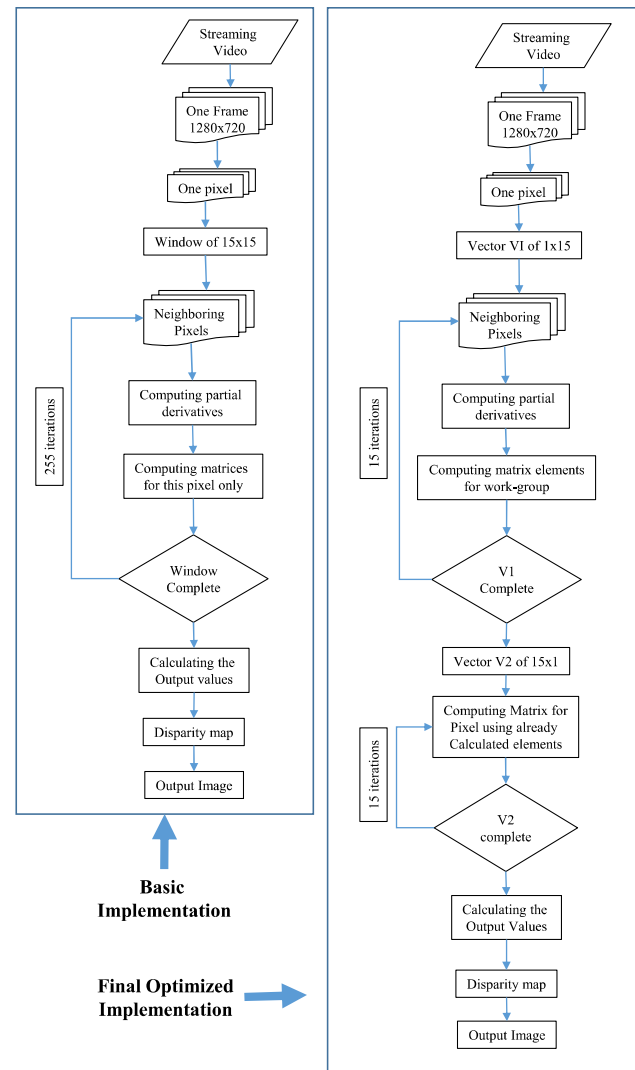 Streaming
Video
One Frame
1280x720
One pixel
Window of 15x15
Neighboring
Pixels
255 iterations
Computing partial
derivatives
Computing matrices
for this pixel only
Window
Complete
Calculating the
Output values
Disparity map
Output Image
Basic
Implementation
Final Optimized
Implementation
Streaming
Video
One Frame
1280x720
One pixel
Vector VI of 1x15
Neighboring
Pixels
15 iterations
Computing partial
derivatives
Computing matrix elements
for work-group
V1
Complete
Vector V2 of 15x1
Computing Matrix for
Pixel using already
Calculated elements
15 iterations
V2
complete
Calculating the
Output Values
Disparity map
Output Image